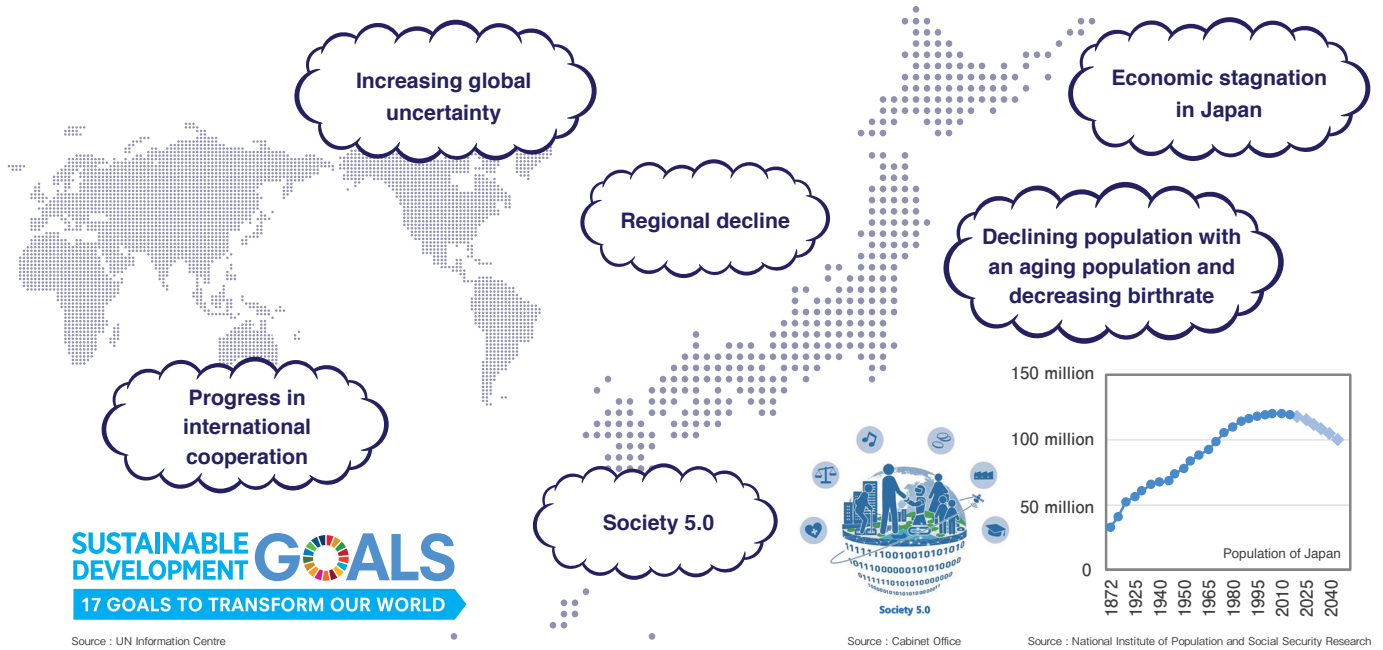 Increasing global
uncertainty
Economic stagnation
in Japan
Regional decline
Declining population with
an aging population and
decreasing birthrate
Progress in
international
cooperation
Society 5.0
SUSTAINABLE
DEVELOPMENT
GOALS
17 GOALS TO TRANSFORM OUR WORLD
Source : UN Information Centre
Society 5.0
Source : Cabinet Office
150 million
100 million
50 million
0
Population of Japan
1872
1925
1940
1950
1965
1980
1995
2010
2025
2040
Source : National Institute of Population and Social Security Research